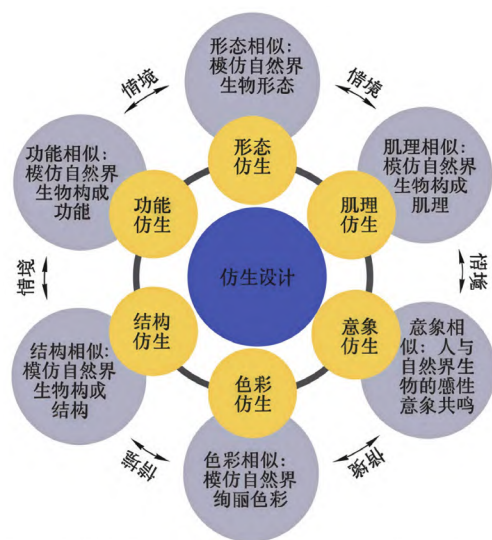 形态相似：
模仿自然界
生物形态
情境
情境
形态
仿生
功能相似：
模仿自然界
生物构成
功能
功能
仿生
肌理
仿生
肌理相似：
模仿自然界
生物构成
肌理
仿生设计
情境
情境
结构
仿生
意象
仿生
结构相似：
模仿自然界
生物构成
结构
意象相
似：人与
自然界生
物的感性
意象共鸣
色彩
仿生
情境
情境
色彩相似：
模仿自然界
绚丽色彩